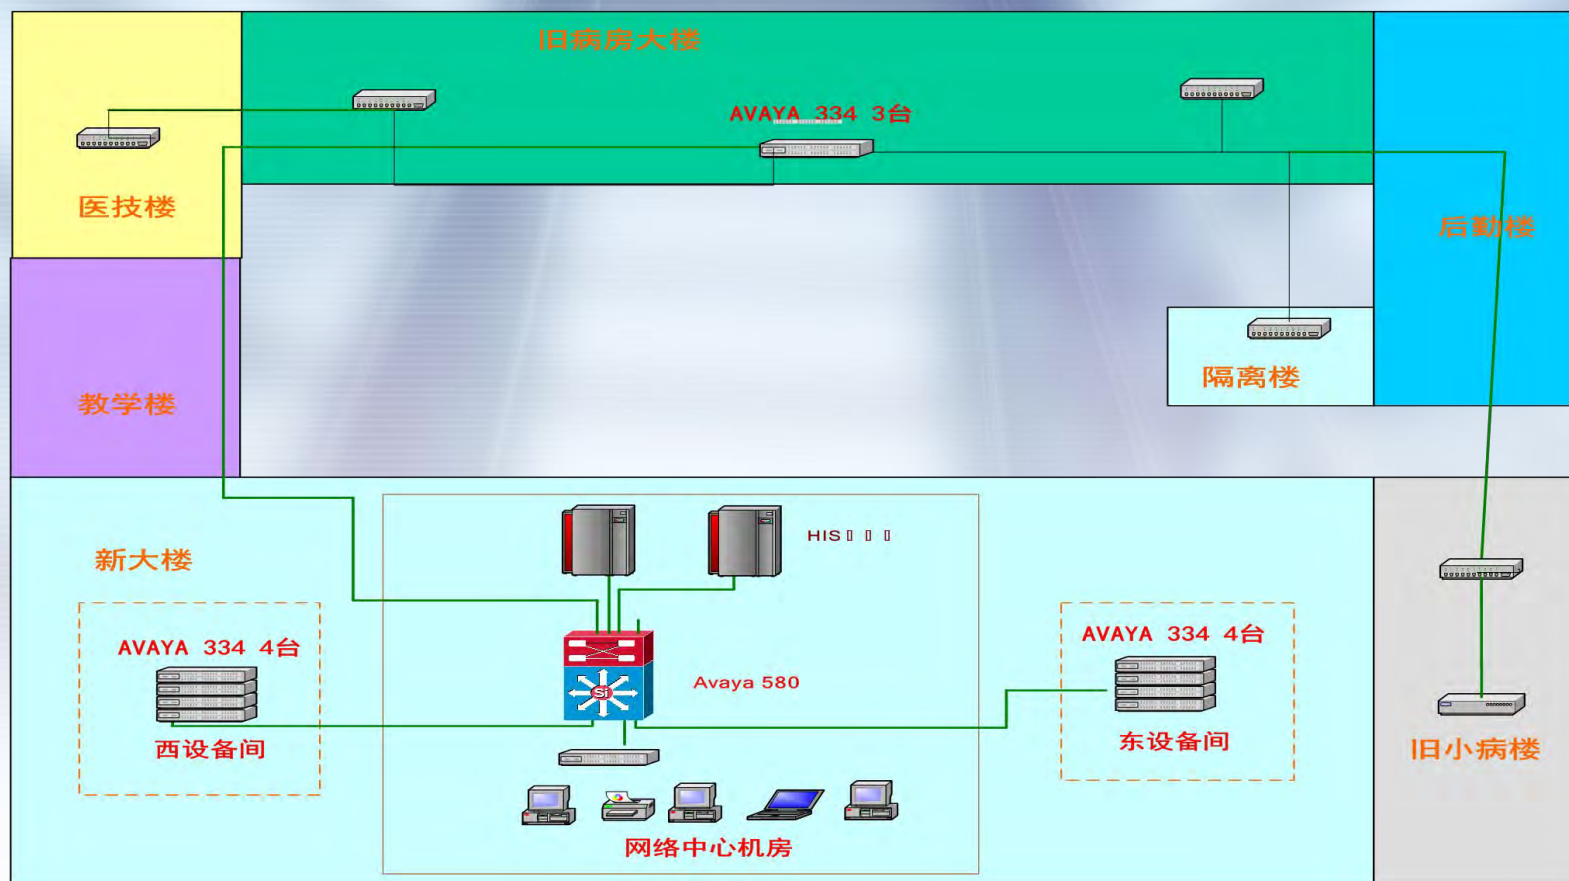 旧病房大楼
AVAYA 334 3台
医技楼
后勤楼
隔离楼
教学楼
HIS
新大楼
AVAYA 334 4台
西设备间
Avaya 580
AVAYA 334 4台
东设备间
旧小病楼
网络中心机房